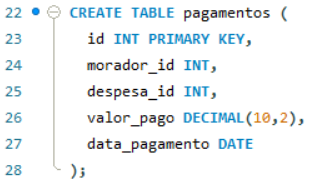 22 CREATE TABLE pagamentos (
23 id INT PRIMARY KEY,
24 morador_id INT,
25 despesa_id INT,
26 valor_pago DECIMAL(10,2),
27 data_pagamento DATE
28 );